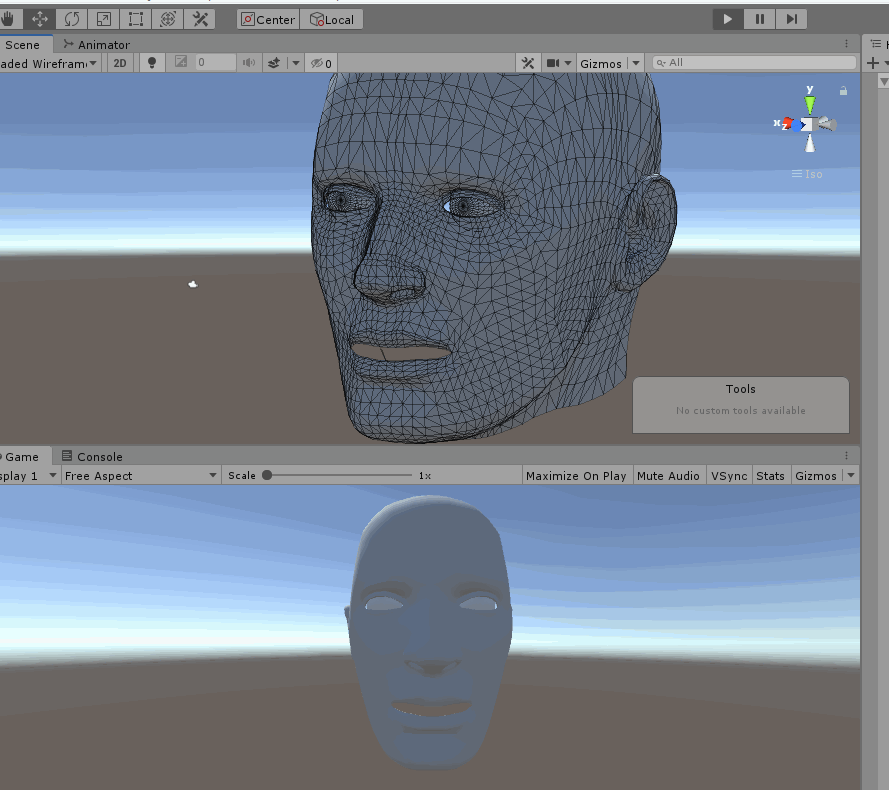 Center Local
Scene Animator
aded Wirefram 2D 0 0 Gizmos All
y
x z
Iso
Tools
No custom tools available
Game Console
splay 1 Free Aspect Scale 1x Maximize On Play Mute Audio VSync Stats Gizmos